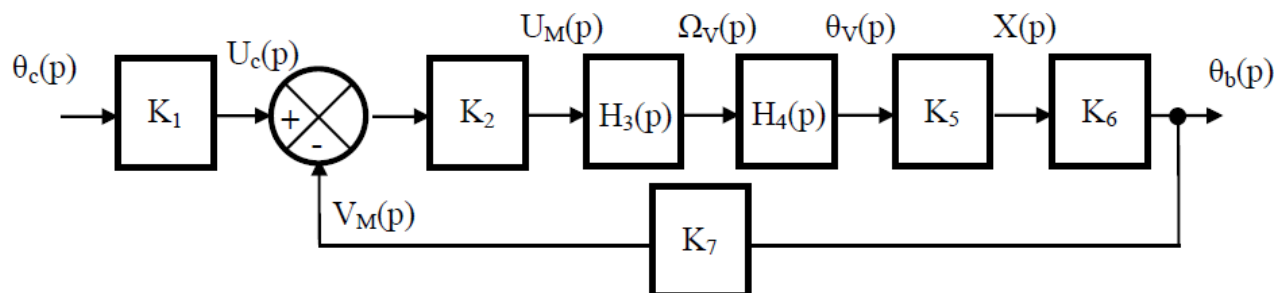 θc(p)
K1
Uc(p)
+
-
K2
UM(p)
H3(p)
ΩV(p)
H4(p)
θV(p)
K5
X(p)
K6
θb(p)
VM(p)
K7